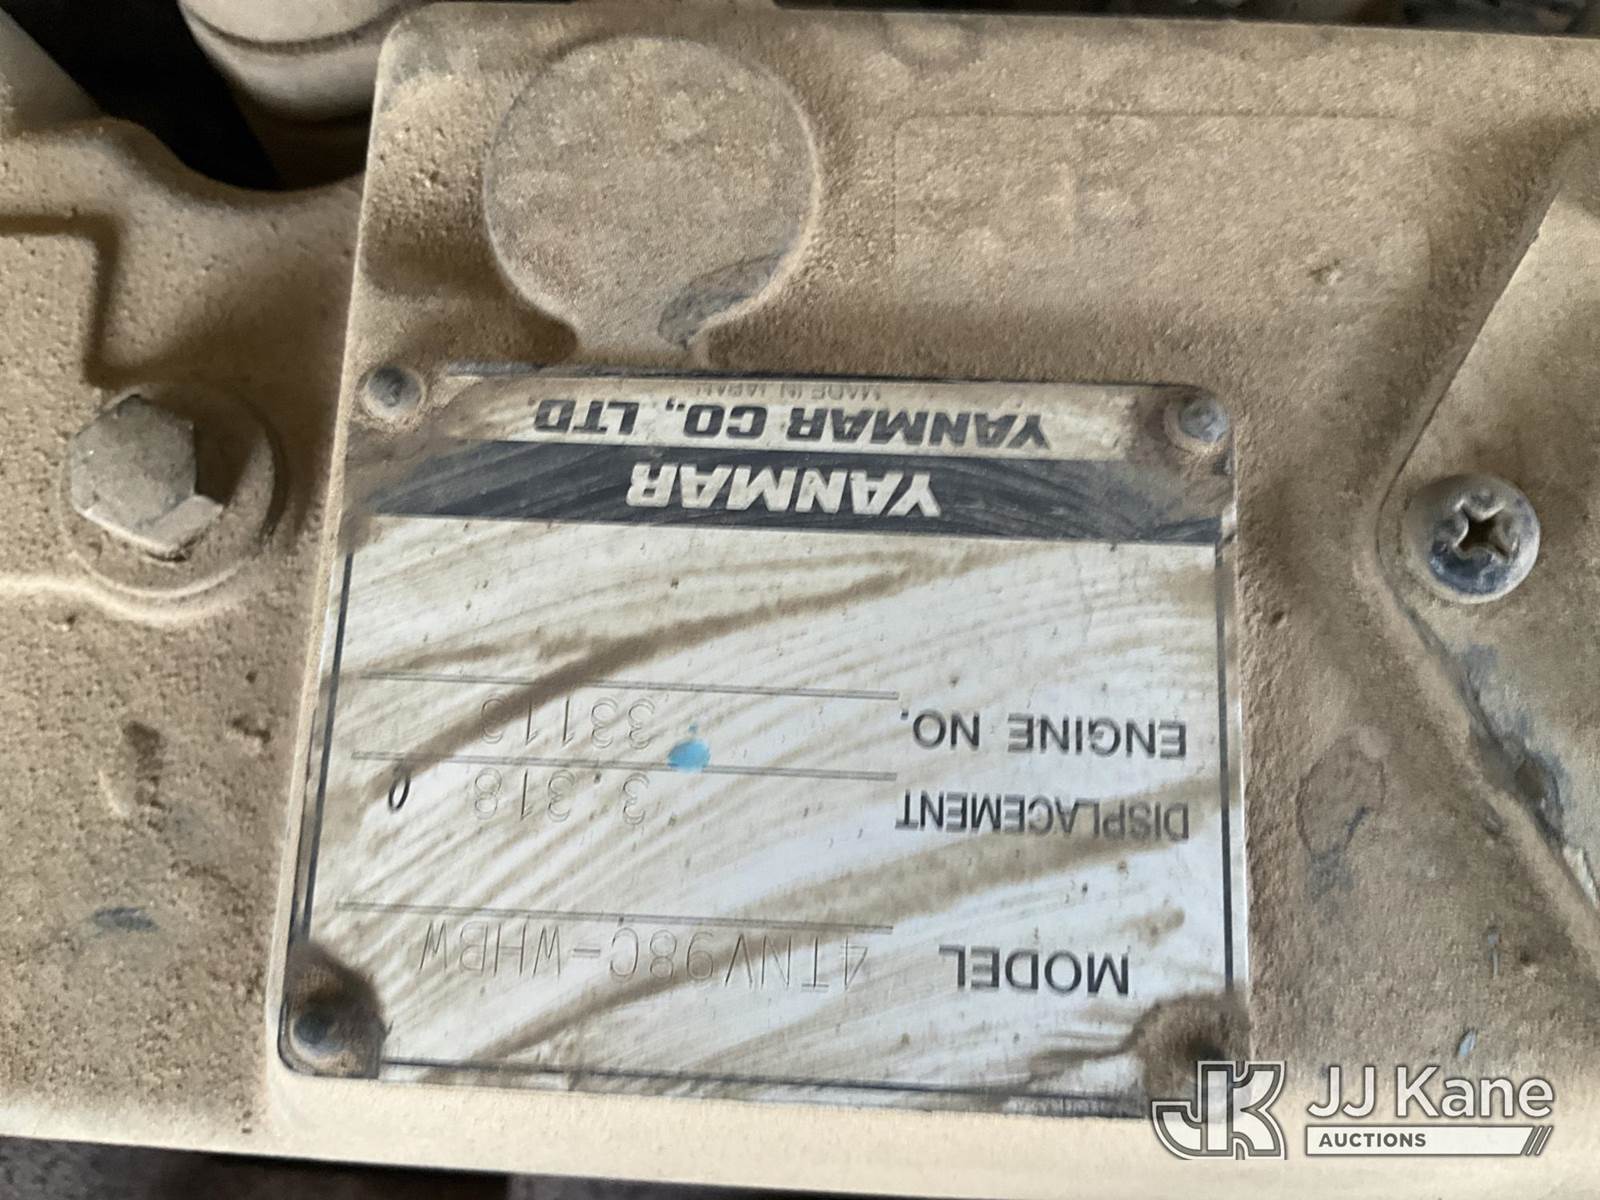 MODEL 4TNV98C-WHBW
DISPLACEMENT 3.318 ℓ
ENGINE NO. 33113
YANMAR
YANMAR CO., LTD.
MADE IN JAPAN
JJ Kane
AUCTIONS